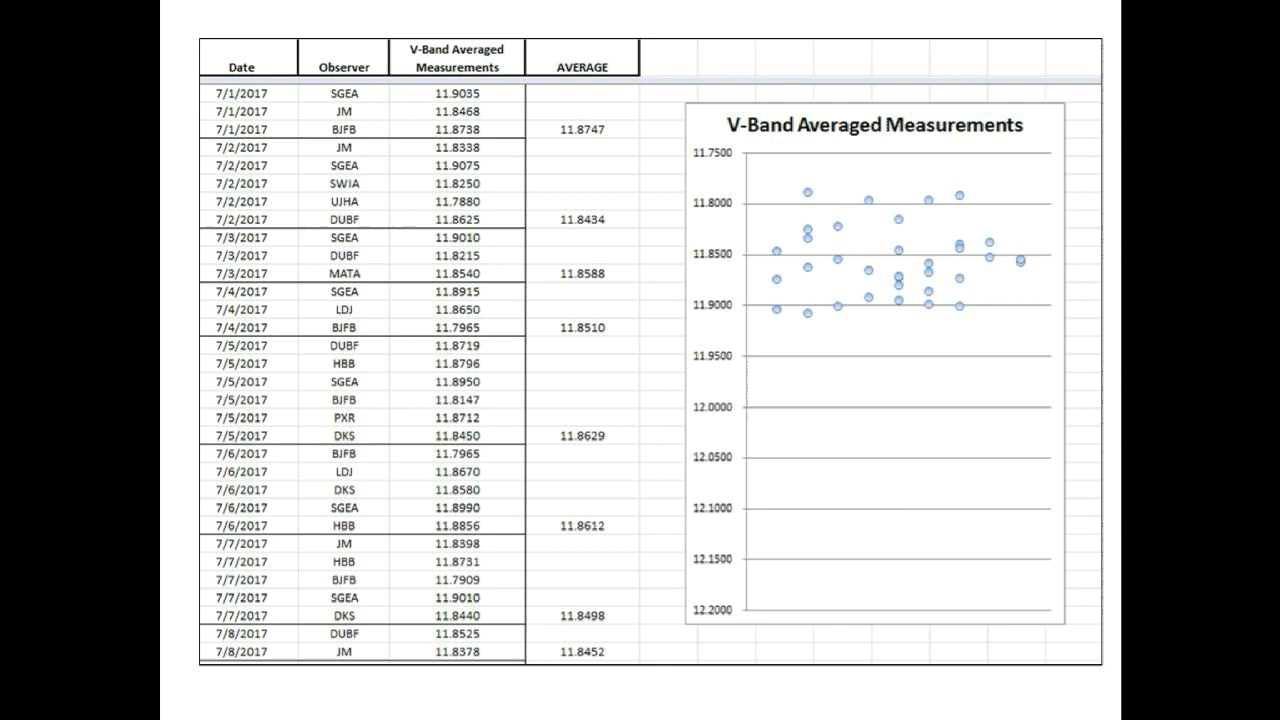 V-Band Averaged
Date Observer Measurements AVERAGE
7/1/2017 SGEA 11.9035
7/1/2017 JM 11.8468
7/1/2017 BJFB 11.8738 11.8747
7/2/2017 JM 11.8338
7/2/2017 SGEA 11.9075
7/2/2017 SWIA 11.8250
7/2/2017 UJHA 11.7880
7/2/2017 DUBF 11.8625 11.8434
7/3/2017 SGEA 11.9010
7/3/2017 DUBF 11.8215
7/3/2017 MATA 11.8540 11.8588
7/4/2017 SGEA 11.8915
7/4/2017 LDJ 11.8650
7/4/2017 BJFB 11.7965 11.8510
7/5/2017 DUBF 11.8719
7/5/2017 HBB 11.8796
7/5/2017 SGEA 11.8950
7/5/2017 BJFB 11.8147
7/5/2017 PXR 11.8712
7/5/2017 DKS 11.8450 11.8629
7/6/2017 BJFB 11.7965
7/6/2017 LDJ 11.8670
7/6/2017 DKS 11.8580
7/6/2017 SGEA 11.8990
7/6/2017 HBB 11.8856 11.8612
7/7/2017 JM 11.8398
7/7/2017 HBB 11.8731
7/7/2017 BJFB 11.7909
7/7/2017 SGEA 11.9010
7/7/2017 DKS 11.8440 11.8498
7/8/2017 DUBF 11.8525
7/8/2017 JM 11.8378 11.8452
V-Band Averaged Measurements
11.7500
11.8000
11.8500
11.9000
11.9500
12.0000
12.0500
12.1000
12.1500
12.2000